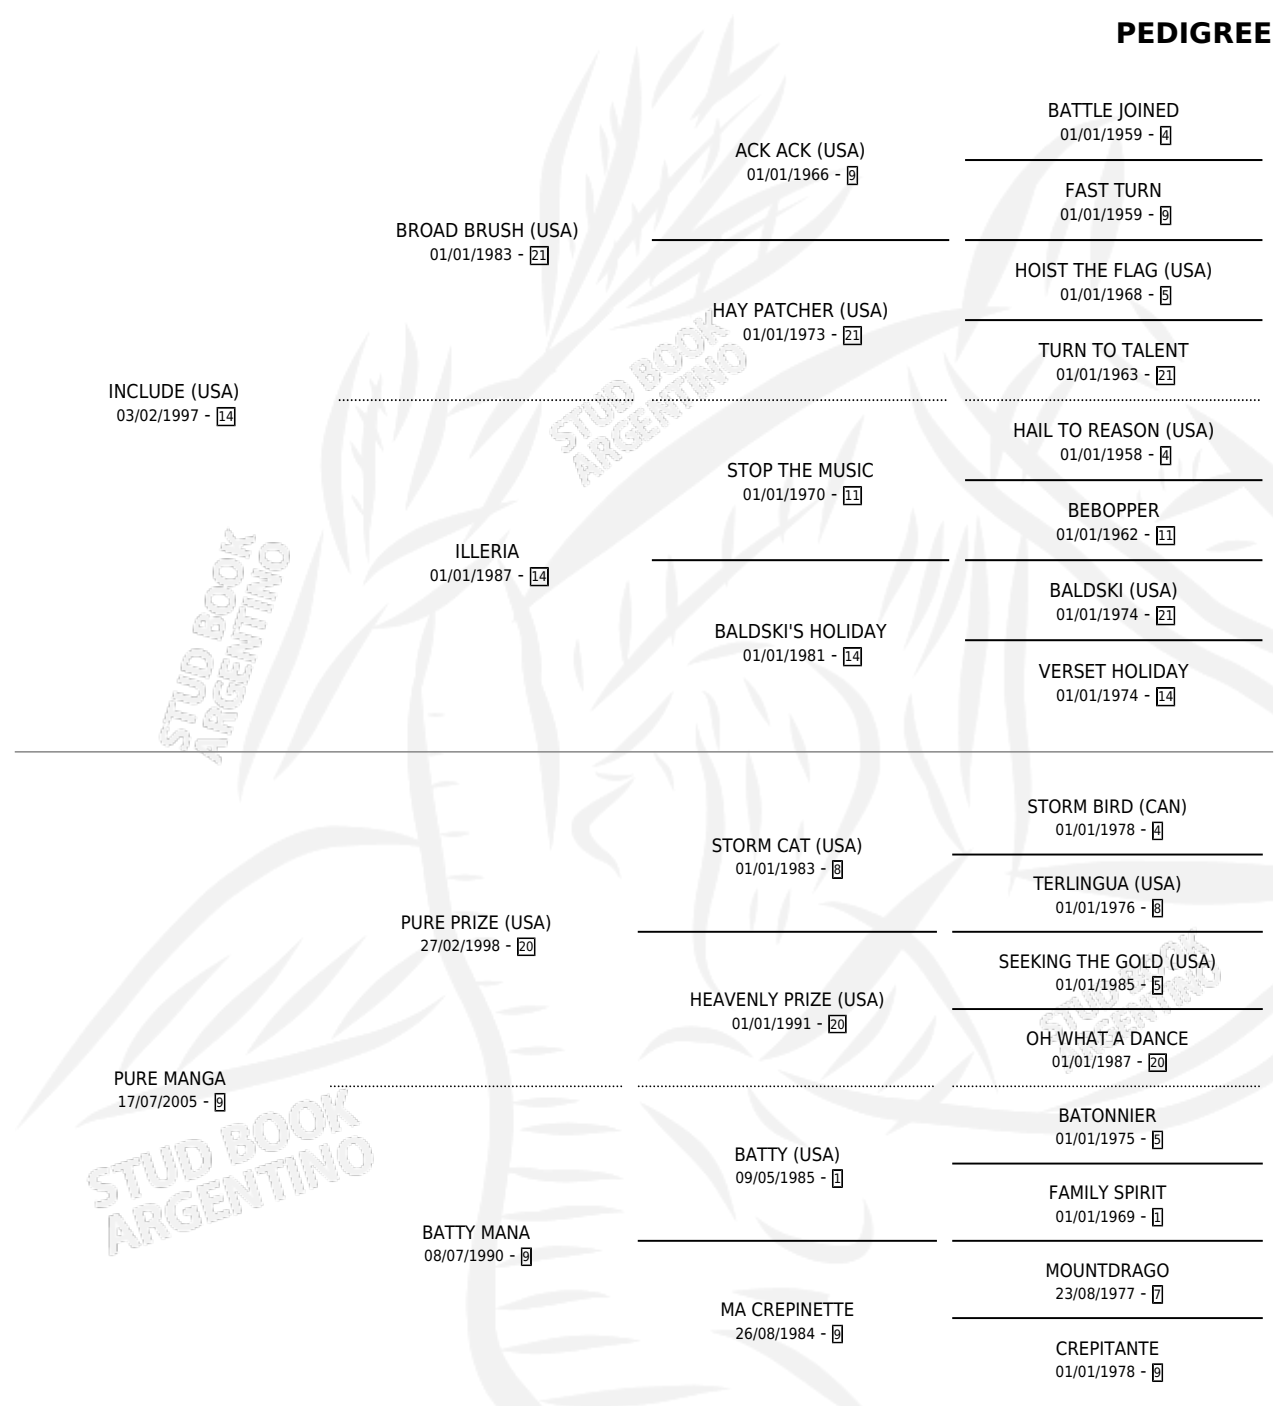 PEDIGREE
BATTLE JOINED
01/01/1959 - 4
ACK ACK (USA)
01/01/1966 - 9
FAST TURN
01/01/1959 - 9
BROAD BRUSH (USA)
01/01/1983 - 21
HOIST THE FLAG (USA)
01/01/1968 - 5
HAY PATCHER (USA)
01/01/1973 - 21
TURN TO TALENT
01/01/1963 - 21
INCLUDE (USA)
03/02/1997 - 14
STUD BOOK
ARGENTINO
HAIL TO REASON (USA)
01/01/1958 - 4
STOP THE MUSIC
01/01/1970 - 11
BEBOPPER
01/01/1962 - 11
ILLERIA
01/01/1987 - 14
BALDSKI (USA)
01/01/1974 - 21
BALDSKI'S HOLIDAY
01/01/1981 - 14
VERSET HOLIDAY
01/01/1974 - 14
STUD BOOK
ARGENTINO
STORM BIRD (CAN)
01/01/1978 - 4
STORM CAT (USA)
01/01/1983 - 8
TERLINGUA (USA)
01/01/1976 - 8
PURE PRIZE (USA)
27/02/1998 - 20
SEEKING THE GOLD (USA)
01/01/1985 - 5
HEAVENLY PRIZE (USA)
01/01/1991 - 20
STUD BOOK
ARGENTINO
OH WHAT A DANCE
01/01/1987 - 20
PURE MANGA
17/07/2005 - 9
BATONNIER
01/01/1975 - 5
BATTY (USA)
09/05/1985 - 1
STUD BOOK
ARGENTINO
FAMILY SPIRIT
01/01/1969 - 1
BATTY MANA
08/07/1990 - 9
MOUNTDRAGO
23/08/1977 - 7
MA CREPINETTE
26/08/1984 - 9
CREPITANTE
01/01/1978 - 9